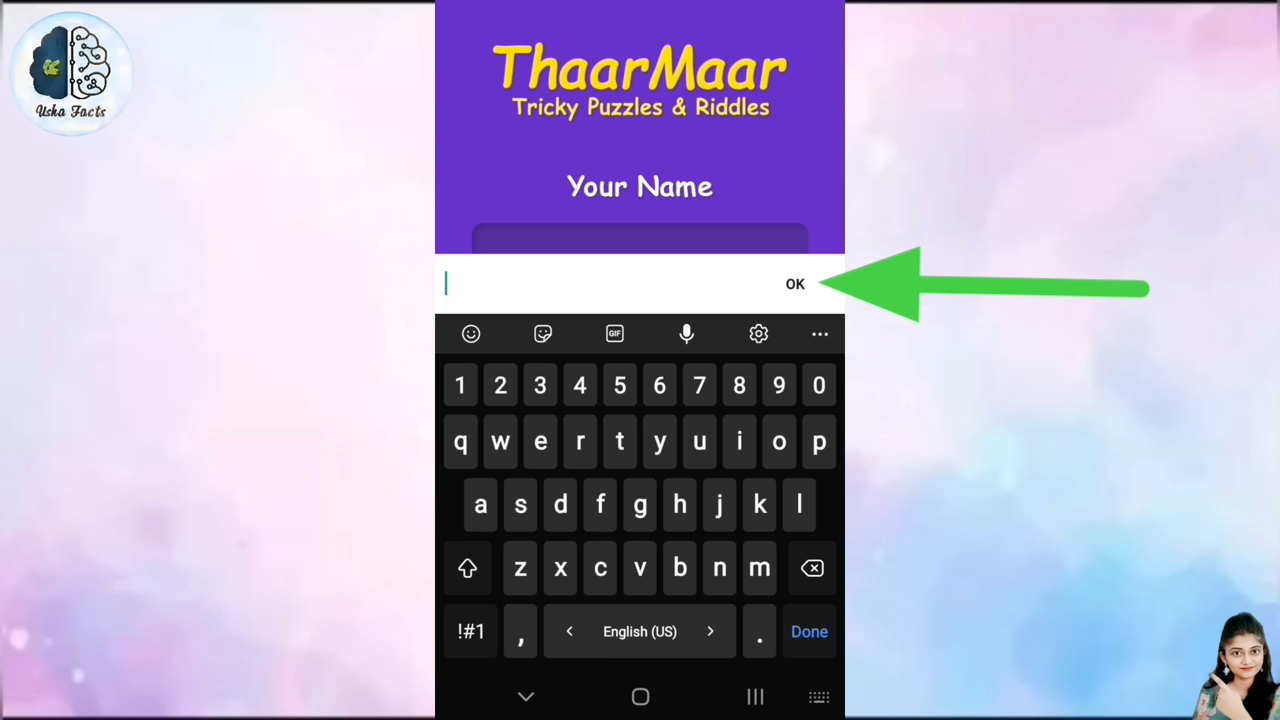 Uska Facts
ThaarMaar
Tricky Puzzles & Riddles
Your Name
OK
GIF
1 2 3 4 5 6 7 8 9 0
q w e r t y u i o p
a s d f g h j k l
z x c v b n m
!#1 , < English (US) > . Done